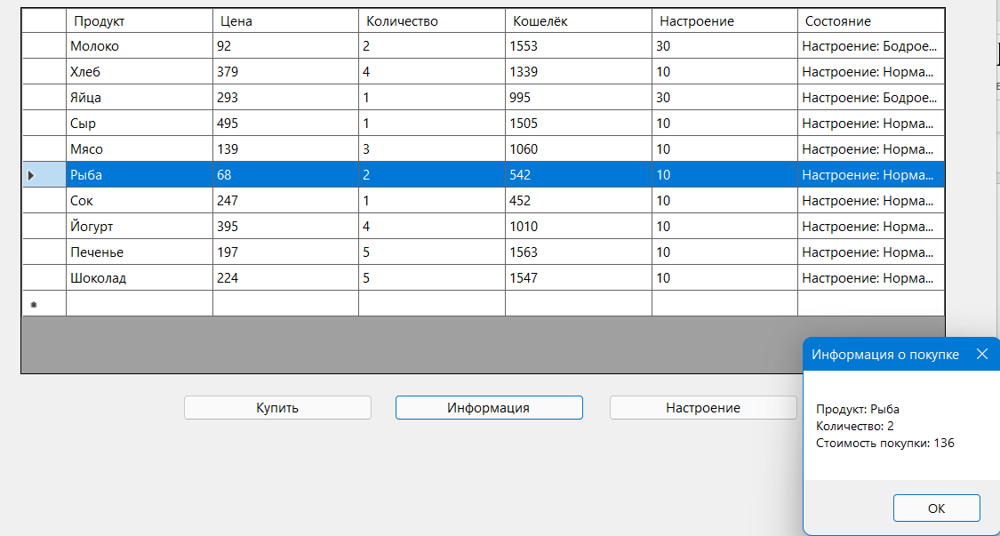 Продукт Цена Количество Кошелёк Настроение Состояние
Молоко 92 2 1553 30 Настроение: Бодрое...
Хлеб 379 4 1339 10 Настроение: Норма...
Яйца 293 1 995 30 Настроение: Бодрое...
Сыр 495 1 1505 10 Настроение: Норма...
Мясо 139 3 1060 10 Настроение: Норма...
Рыба 68 2 542 10 Настроение: Норма...
Сок 247 1 452 10 Настроение: Норма...
Йогурт 395 4 1010 10 Настроение: Норма...
Печенье 197 5 1563 10 Настроение: Норма...
Шоколад 224 5 1547 10 Настроение: Норма...
Купить Информация Настроение
Информация о покупке
Продукт: Рыба
Количество: 2
Стоимость покупки: 136
ОК